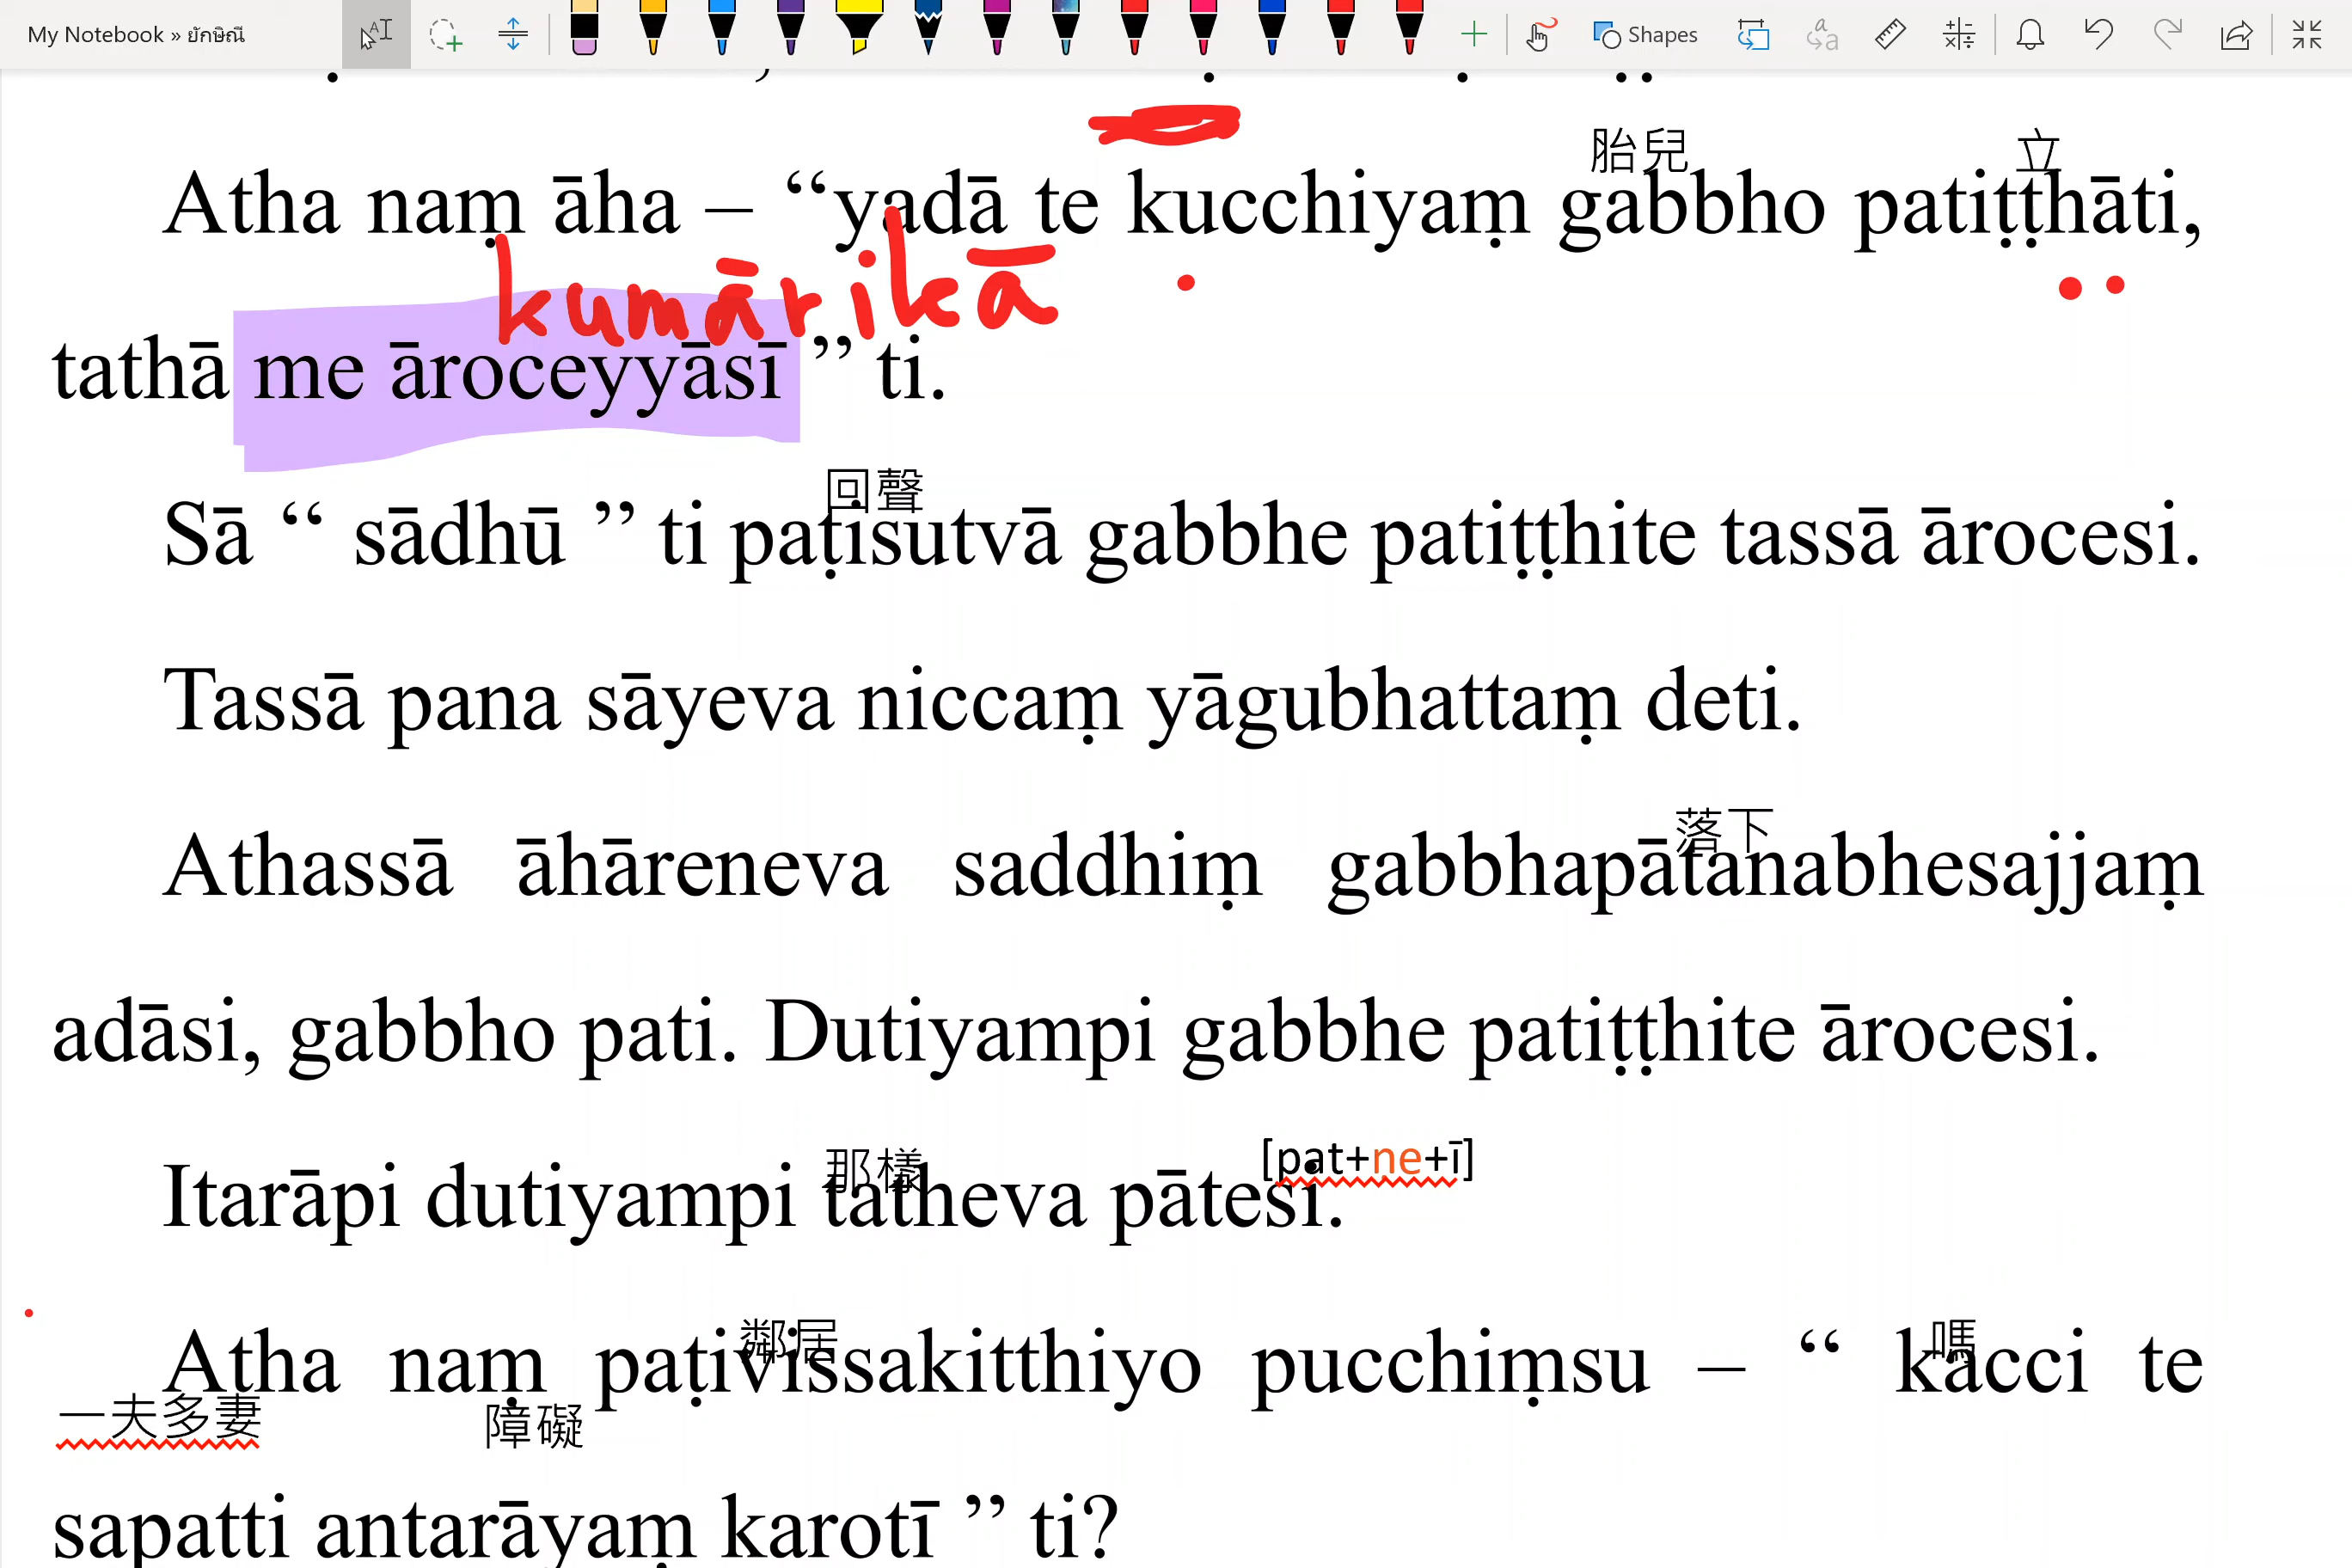 My Notebook » ยักษิณี
Shapes
胎兒 立
Atha naṃ āha – “yadā te kucchiyaṃ gabbho patiṭṭhāti,
kumārikā
tathā me āroceyyāsī ” ti.
回聲
Sā “ sādhū ” ti paṭisutvā gabbhe patiṭṭhite tassā ārocesi.
Tassā pana sāyeva niccaṃ yāgubhattaṃ deti.
落下
Athassā āhāreneva saddhiṃ gabbhapātanabhesajjaṃ
adāsi, gabbho pati. Dutiyampi gabbhe patiṭṭhite ārocesi.
那樣 [pat+ne+ī]
Itarāpi dutiyampi tatheva pātesi.
鄰居 嗎
Atha naṃ paṭivissakitthiyo pucchiṃsu – “ kacci te
一夫多妻 障礙
sapatti antarāyaṃ karotī ” ti?